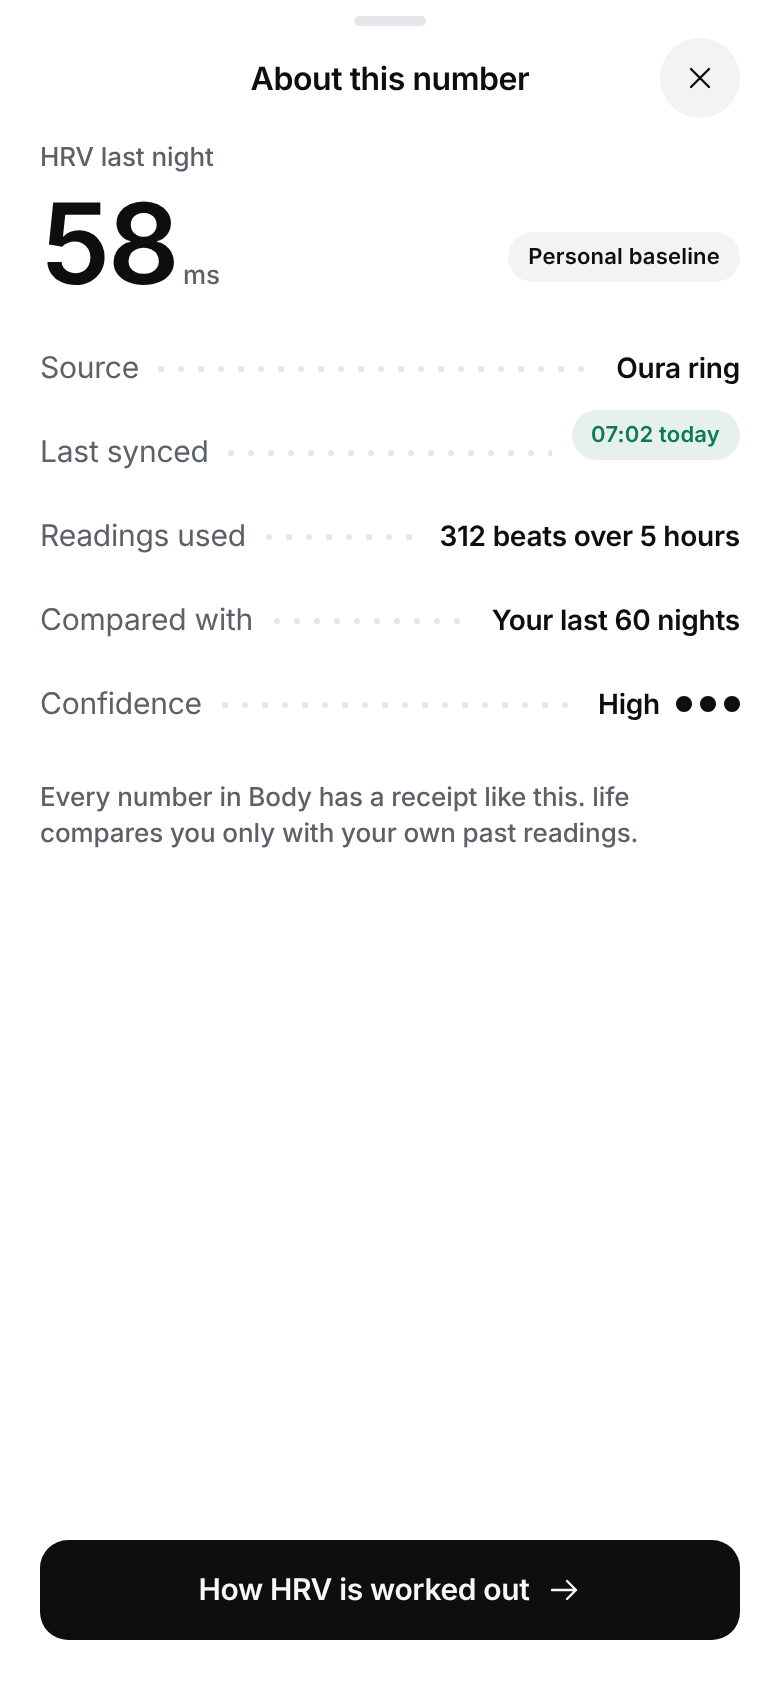 About this number
HRV last night
58 ms
Personal baseline
Source Oura ring
Last synced 07:02 today
Readings used 312 beats over 5 hours
Compared with Your last 60 nights
Confidence High
Every number in Body has a receipt like this. life
compares you only with your own past readings.
How HRV is worked out